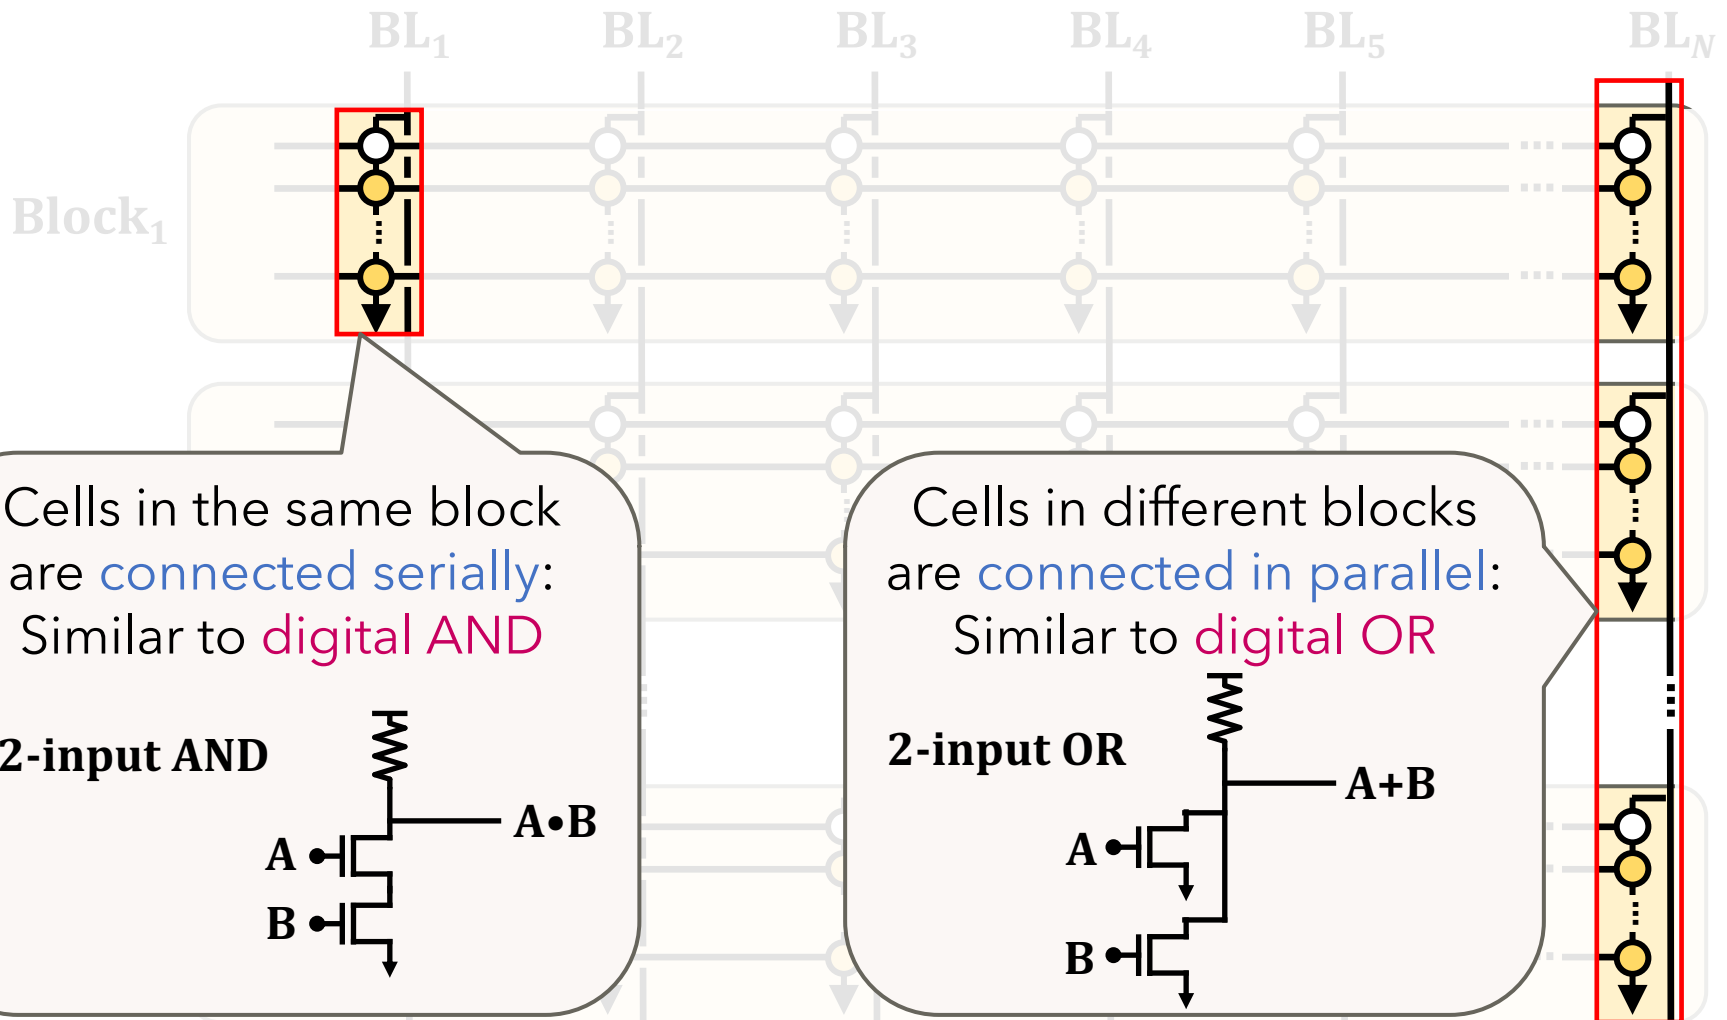 BL₁ BL₂ BL₃ BL₄ BL₅ BL_N
Block₁
Cells in the same block
are connected serially:
Similar to digital AND
2-input AND
A•B
A
B
Cells in different blocks
are connected in parallel:
Similar to digital OR
2-input OR
A+B
A
B